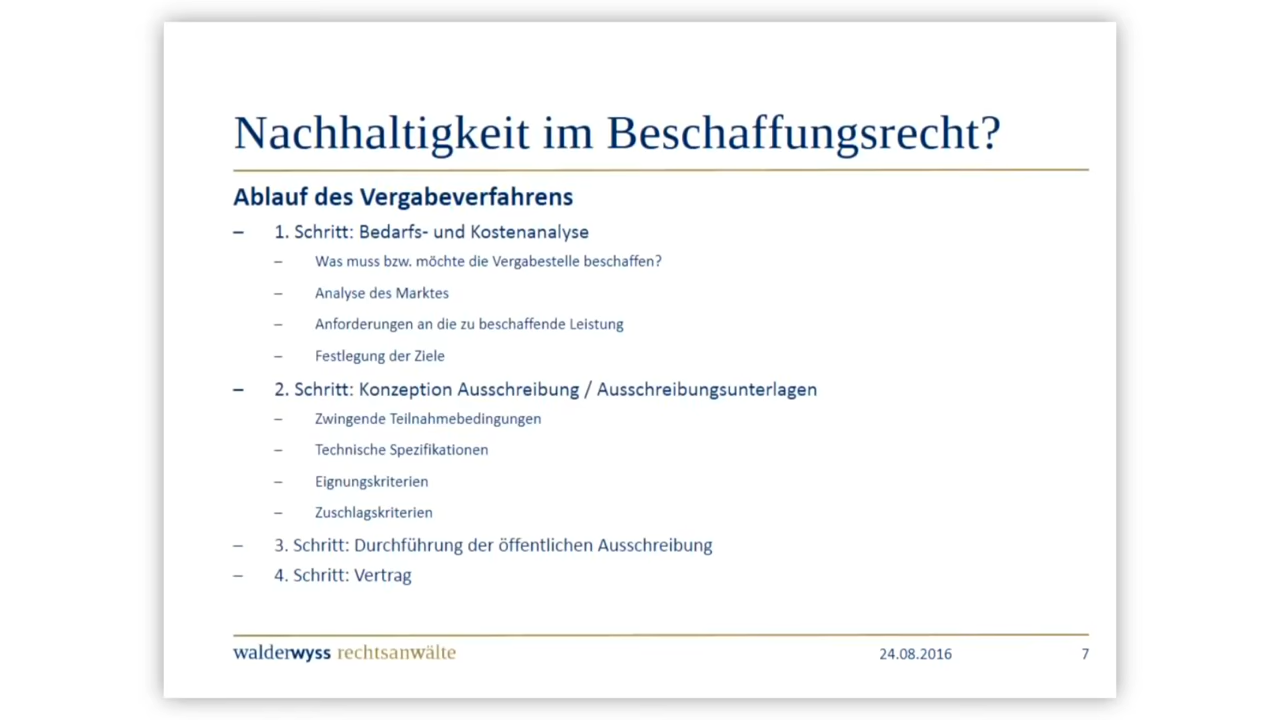 Nachhaltigkeit im Beschaffungsrecht?
Ablauf des Vergabeverfahrens
– 1. Schritt: Bedarfs- und Kostenanalyse
– Was muss bzw. möchte die Vergabestelle beschaffen?
– Analyse des Marktes
– Anforderungen an die zu beschaffende Leistung
– Festlegung der Ziele
– 2. Schritt: Konzeption Ausschreibung / Ausschreibungsunterlagen
– Zwingende Teilnahmebedingungen
– Technische Spezifikationen
– Eignungskriterien
– Zuschlagskriterien
– 3. Schritt: Durchführung der öffentlichen Ausschreibung
– 4. Schritt: Vertrag
walderwyss rechtsanwälte 24.08.2016 7